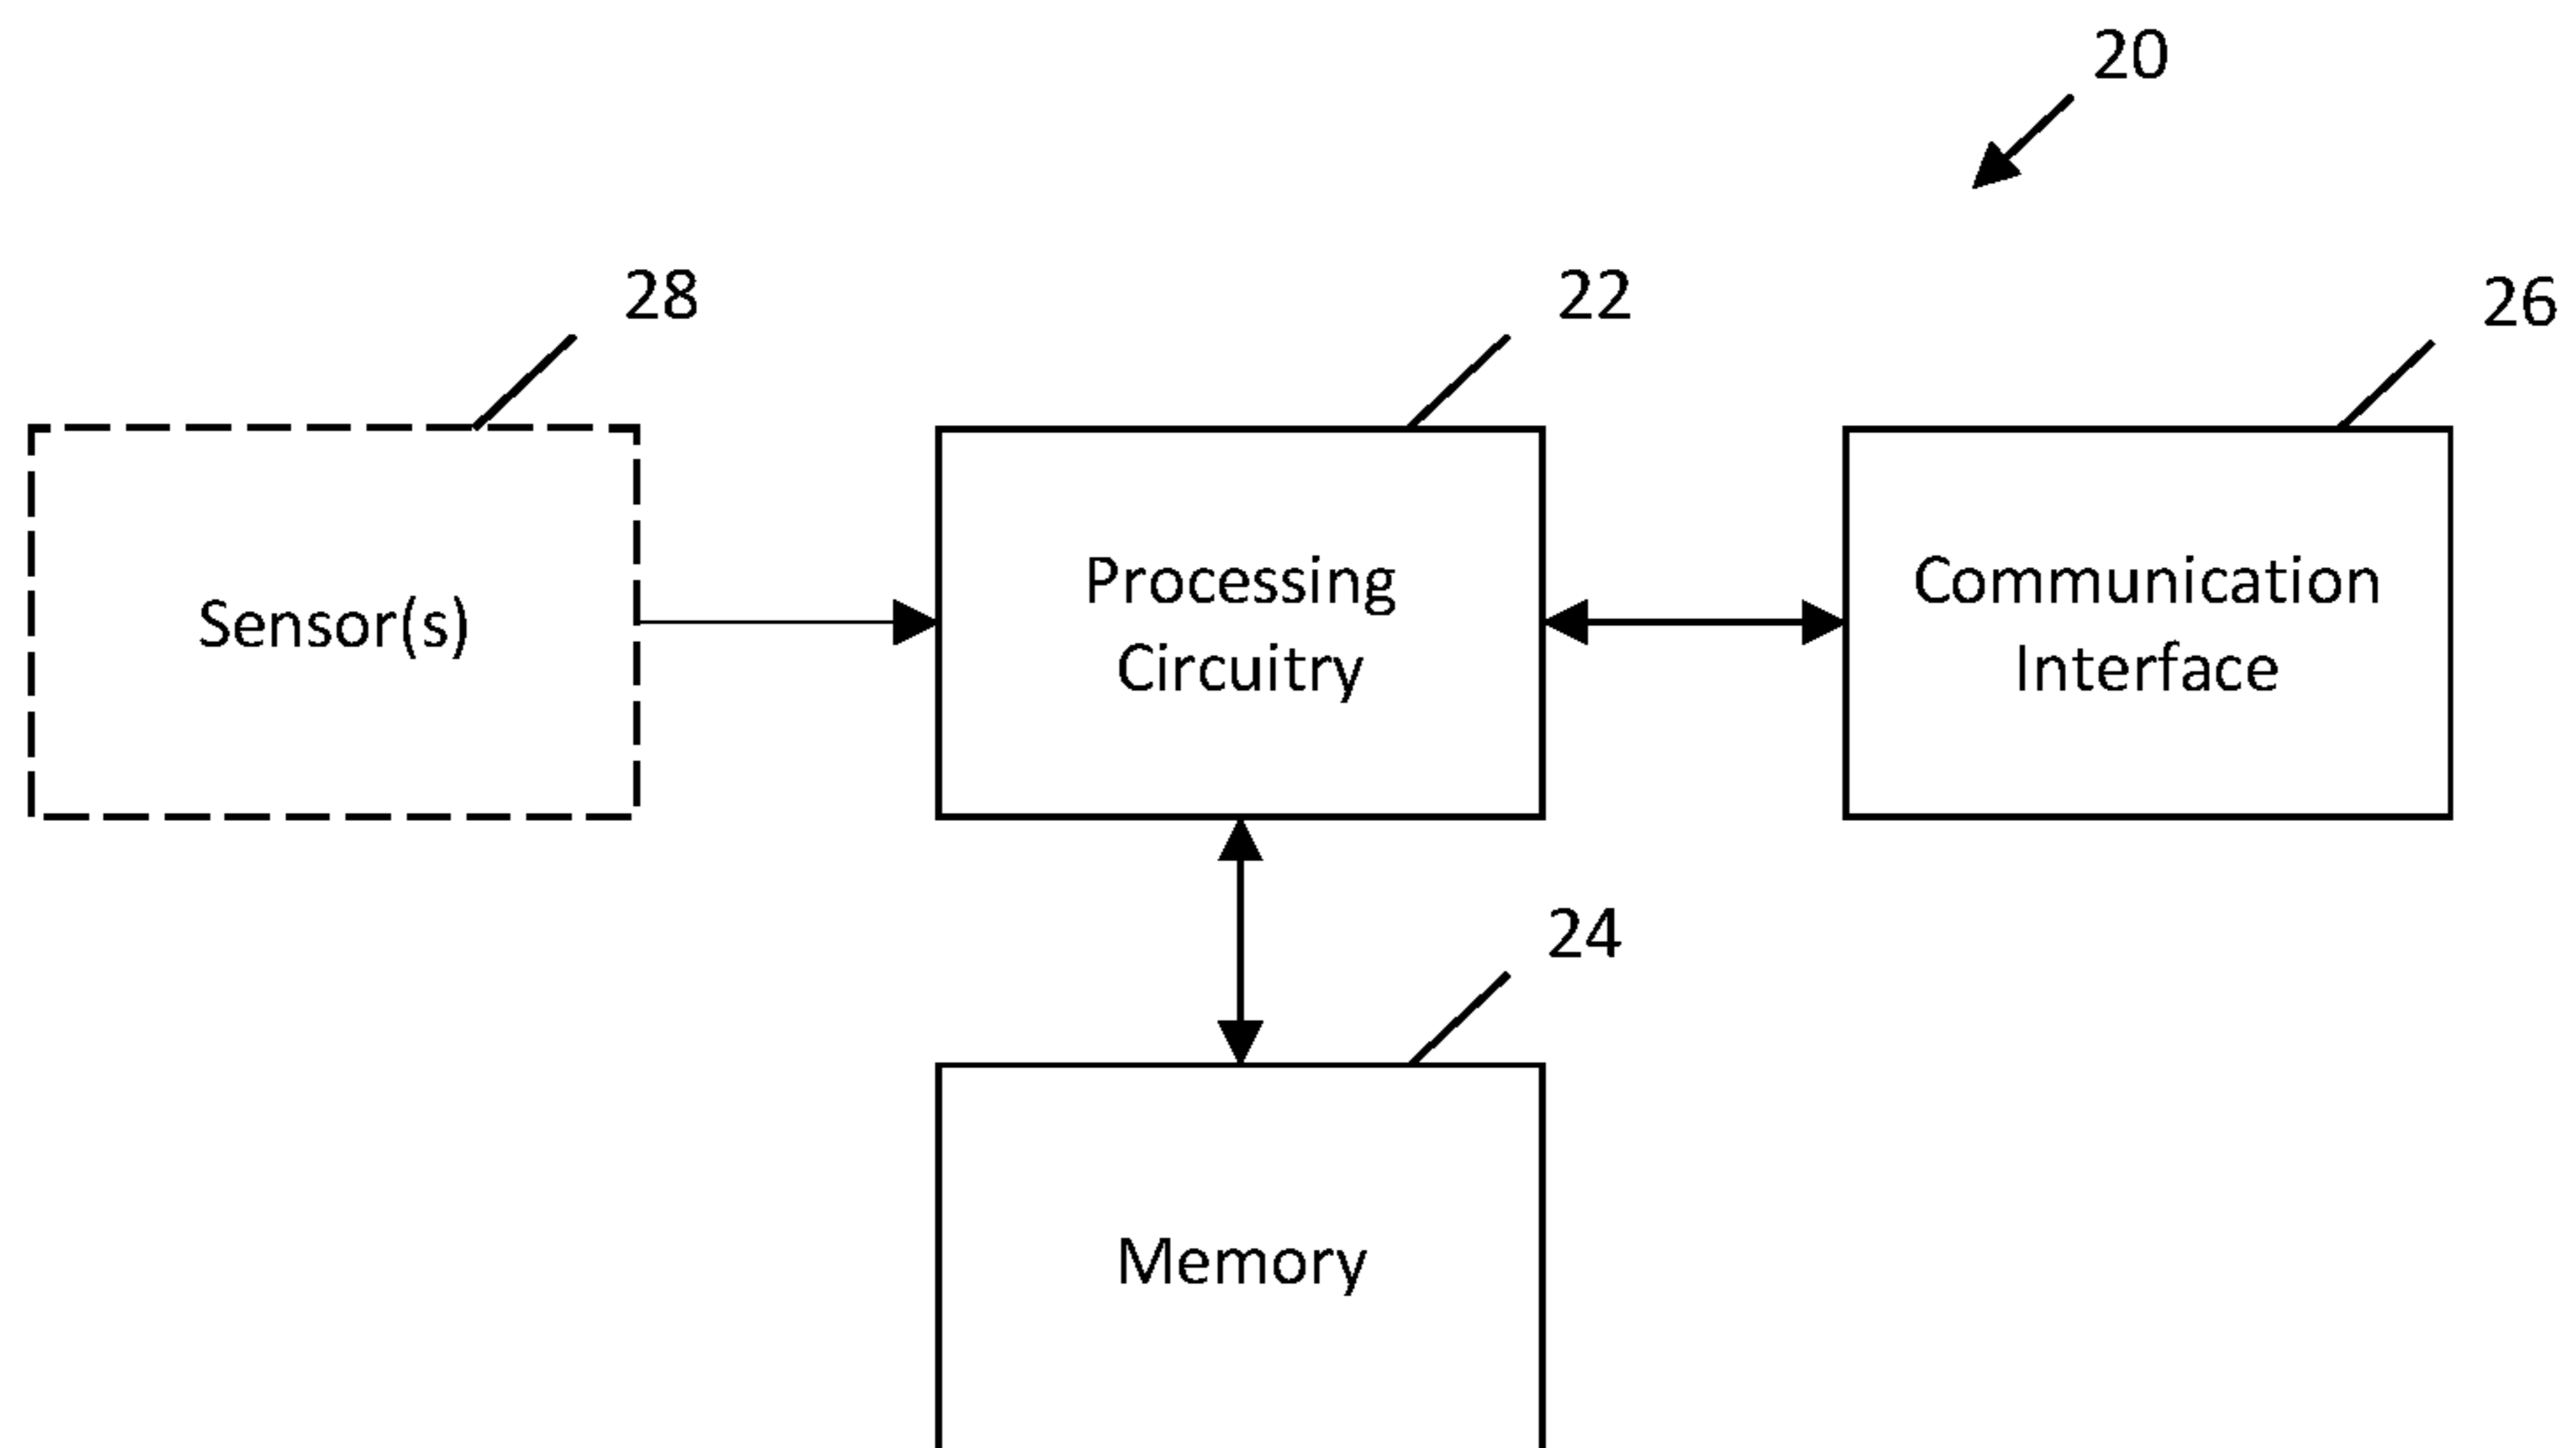 20
28
22
26
Sensor(s)
Processing
Circuitry
Communication
Interface
24
Memory